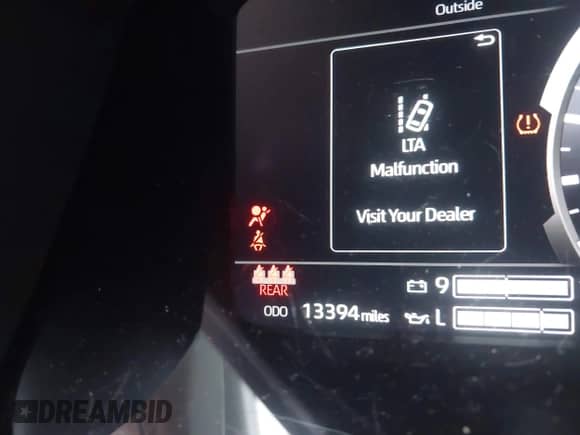 Outside
LTA
Malfunction
Visit Your Dealer
REAR
9
ODO 13394 miles
L
DREAMBID